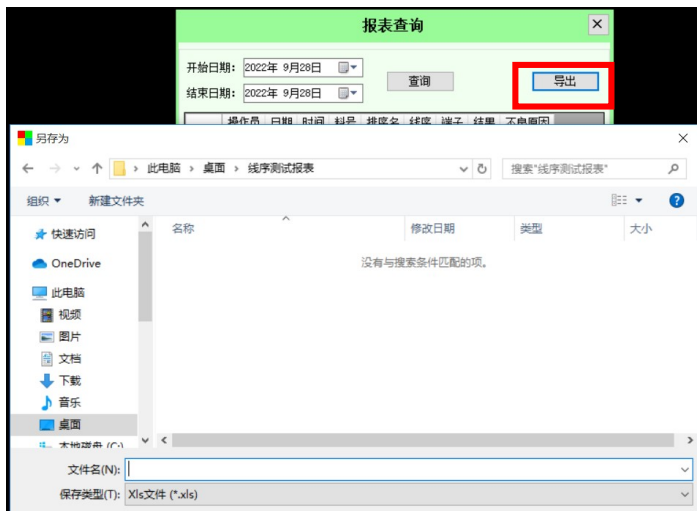 报表查询
开始日期: 2022年 9月28日
查询
导出
结束日期: 2022年 9月28日
操作员 日期 时间 料号 排序名 线序 端子 结果 不良原因
另存为
此电脑 > 桌面 > 线序测试报表
搜索"线序测试报表"
组织 新建文件夹
名称 修改日期 类型 大小
没有与搜索条件匹配的项。
快速访问
OneDrive
此电脑
视频
图片
文档
下载
音乐
桌面
本地磁盘 (C:)
文件名(N):
保存类型(T): Xls文件 (*.xls)